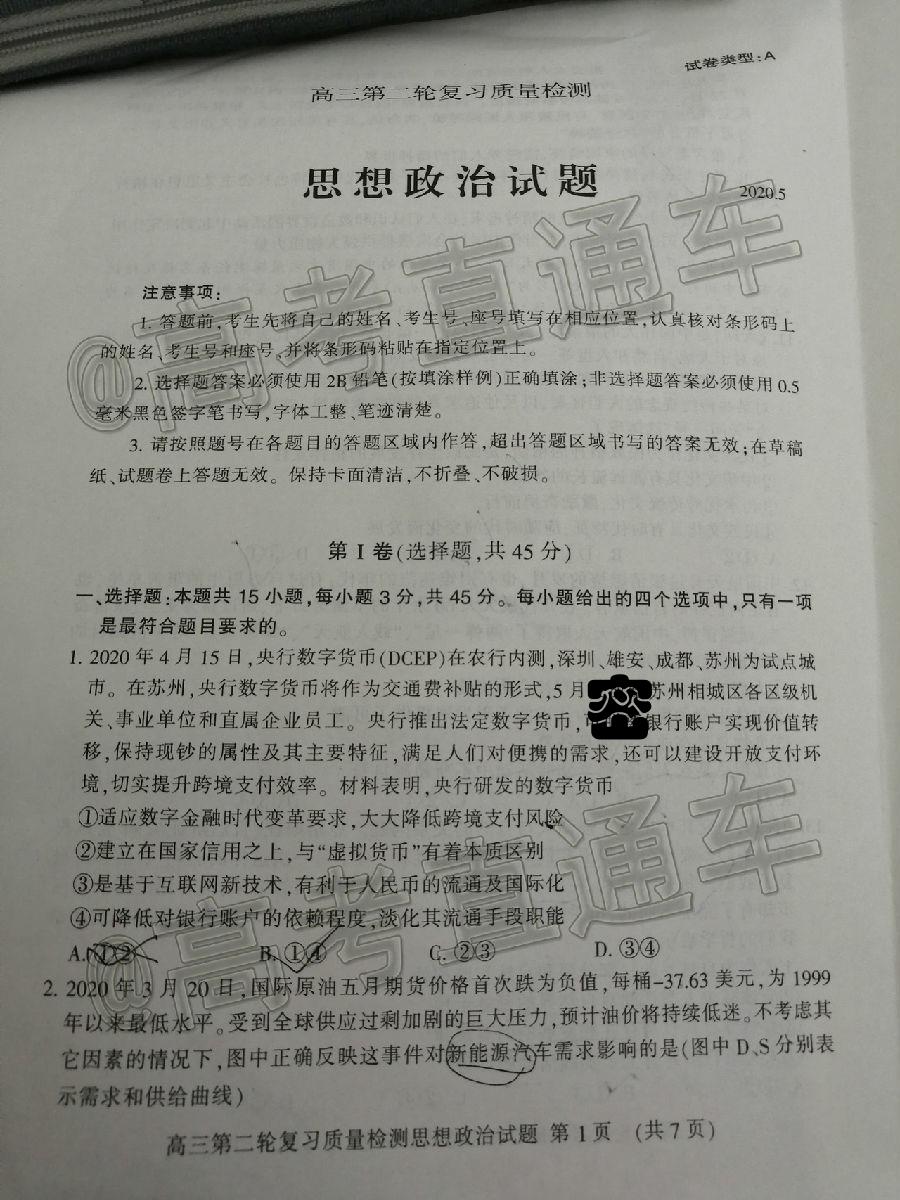 试卷类型:A
高三第二轮复习质量检测
思想政治试题
2020.5
注意事项:
1. 答题前,考生先将自己的姓名、考生号、座号填写在相应位置,认真核对条形码上
的姓名、考生号和座号,并将条形码粘贴在指定位置上。
2. 选择题答案必须使用 2B 铅笔(按填涂样例)正确填涂;非选择题答案必须使用 0.5
毫米黑色签字笔书写,字体工整、笔迹清楚。
3. 请按照题号在各题目的答题区域内作答,超出答题区域书写的答案无效;在草稿
纸、试题卷上答题无效。保持卡面清洁,不折叠、不破损。
第 I 卷(选择题,共 45 分)
一、选择题:本题共 15 小题,每小题 3 分,共 45 分。每小题给出的四个选项中,只有一项
是最符合题目要求的。
1. 2020 年 4 月 15 日,央行数字货币(DCEP)在农行内测,深圳、雄安、成都、苏州为试点城
市。在苏州,央行数字货币将作为交通费补贴的形式,5 月 苏州相城区各区级机
关、事业单位和直属企业员工。央行推出法定数字货币,可 银行账户实现价值转
移,保持现钞的属性及其主要特征,满足人们对便携的需求,还可以建设开放支付环
境,切实提升跨境支付效率。材料表明,央行研发的数字货币
①适应数字金融时代变革要求,大大降低跨境支付风险
②建立在国家信用之上,与“虚拟货币”有着本质区别
③是基于互联网新技术,有利于人民币的流通及国际化
④可降低对银行账户的依赖程度,淡化其流通手段职能
A. ①② B. ①④ C. ②③ D. ③④
2. 2020 年 3 月 20 日,国际原油五月期货价格首次跌为负值,每桶-37.63 美元,为 1999
年以来最低水平。受到全球供应过剩加剧的巨大压力,预计油价将持续低迷。不考虑其
它因素的情况下,图中正确反映这事件对新能源汽车需求影响的是(图中 D、S 分别表
示需求和供给曲线)
高三第二轮复习质量检测思想政治试题 第 1 页 (共 7 页)
@高考直通车
@高考直通车